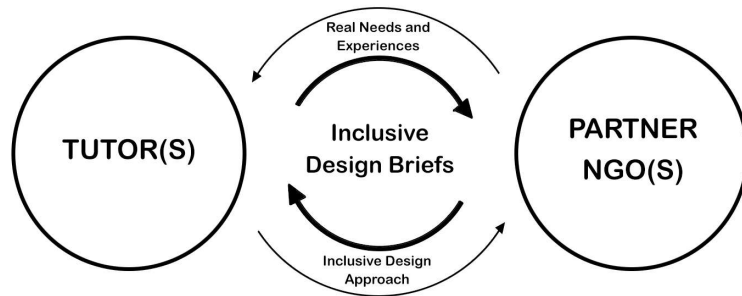 Real Needs and
Experiences
TUTOR(S)
Inclusive
Design Briefs
PARTNER
NGO(S)
Inclusive Design
Approach